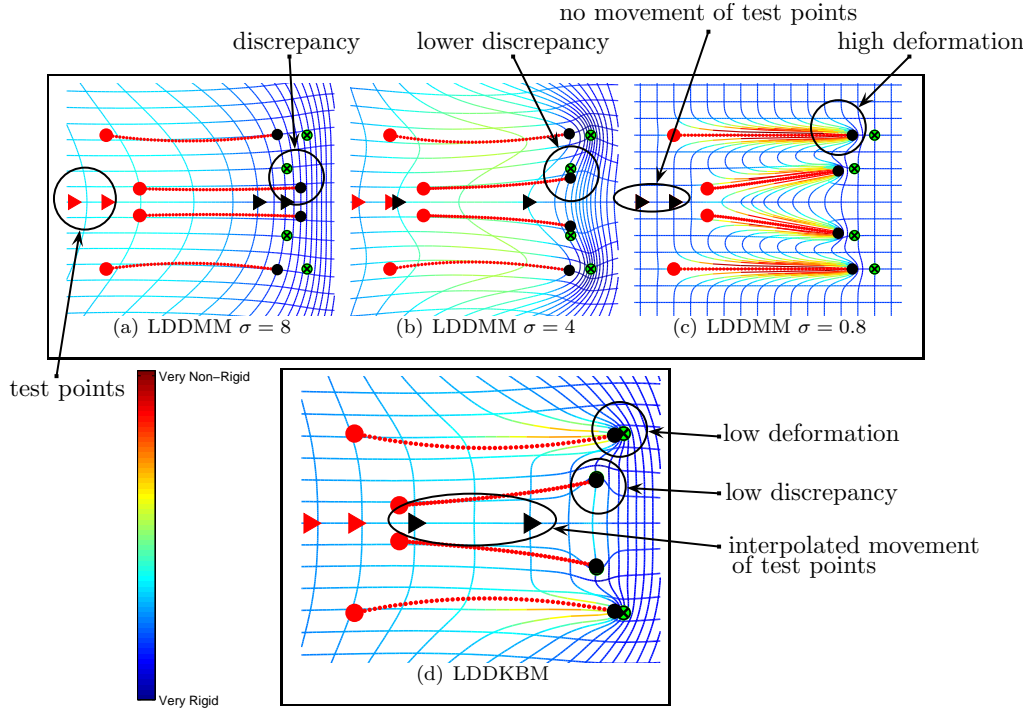 no movement of test points
discrepancy
lower discrepancy
high deformation
(a) LDDMM σ = 8
(b) LDDMM σ = 4
(c) LDDMM σ = 0.8
test points
Very Non−Rigid
low deformation
low discrepancy
interpolated movement
of test points
(d) LDDKBM
Very Rigid